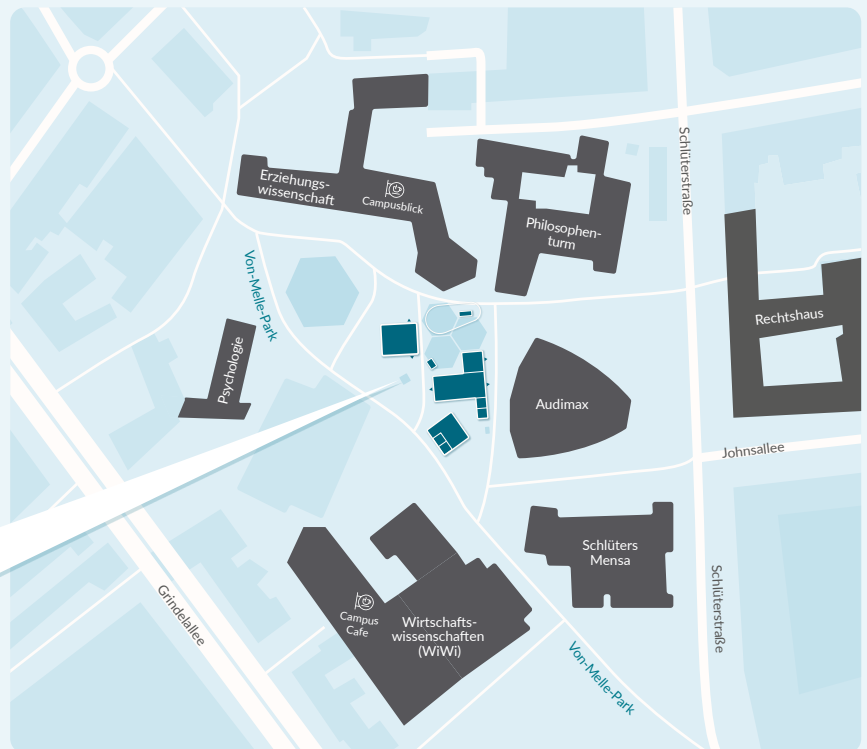 Erziehungs-
wissenschaft
Campusblick
Philosophen-
turm
Schlüterstraße
Von-Melle-Park
Rechtshaus
Psychologie
Audimax
Johnsallee
Schlüters
Mensa
Grindelallee
Campus
Cafe
Wirtschafts-
wissenschaften
(WiWi)
Schlüterstraße
Von-Melle-Park